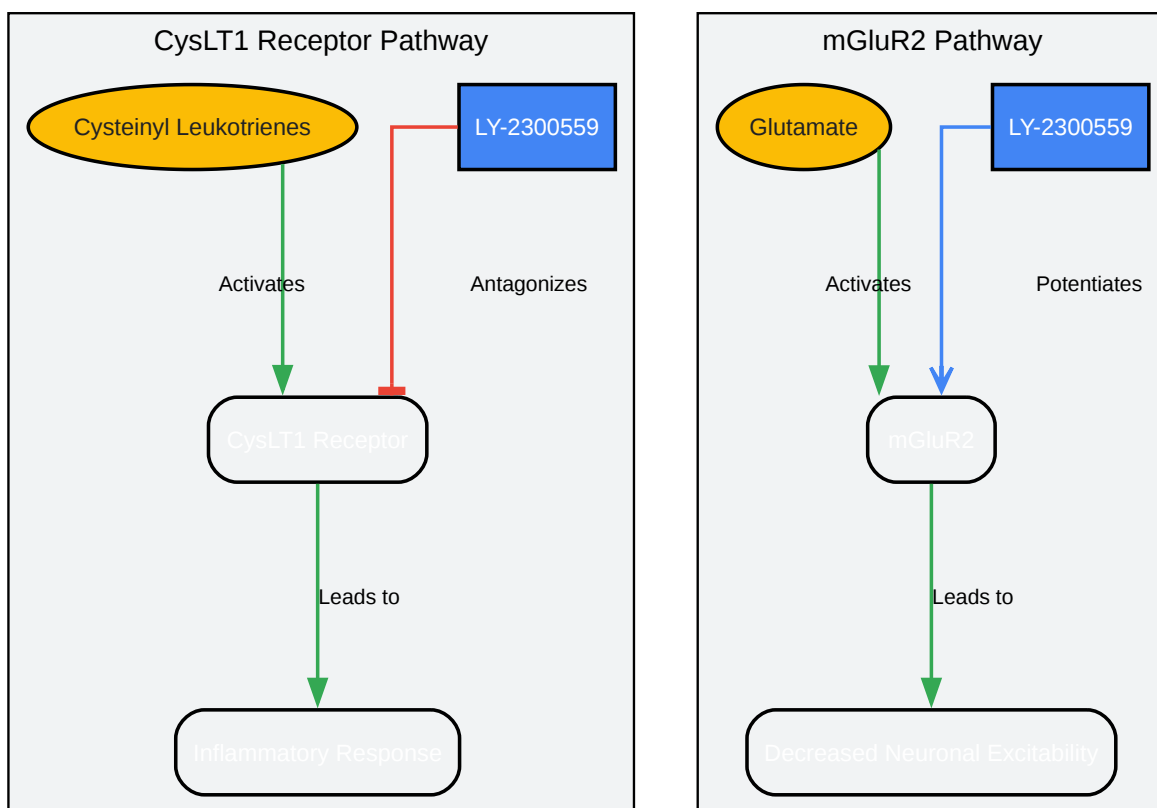 CysLT1 Receptor Pathway
Cysteinyl Leukotrienes
LY-2300559
Activates
Antagonizes
CysLT1 Receptor
Leads to
Inflammatory Response
mGluR2 Pathway
Glutamate
LY-2300559
Activates
Potentiates
mGluR2
Leads to
Decreased Neuronal Excitability